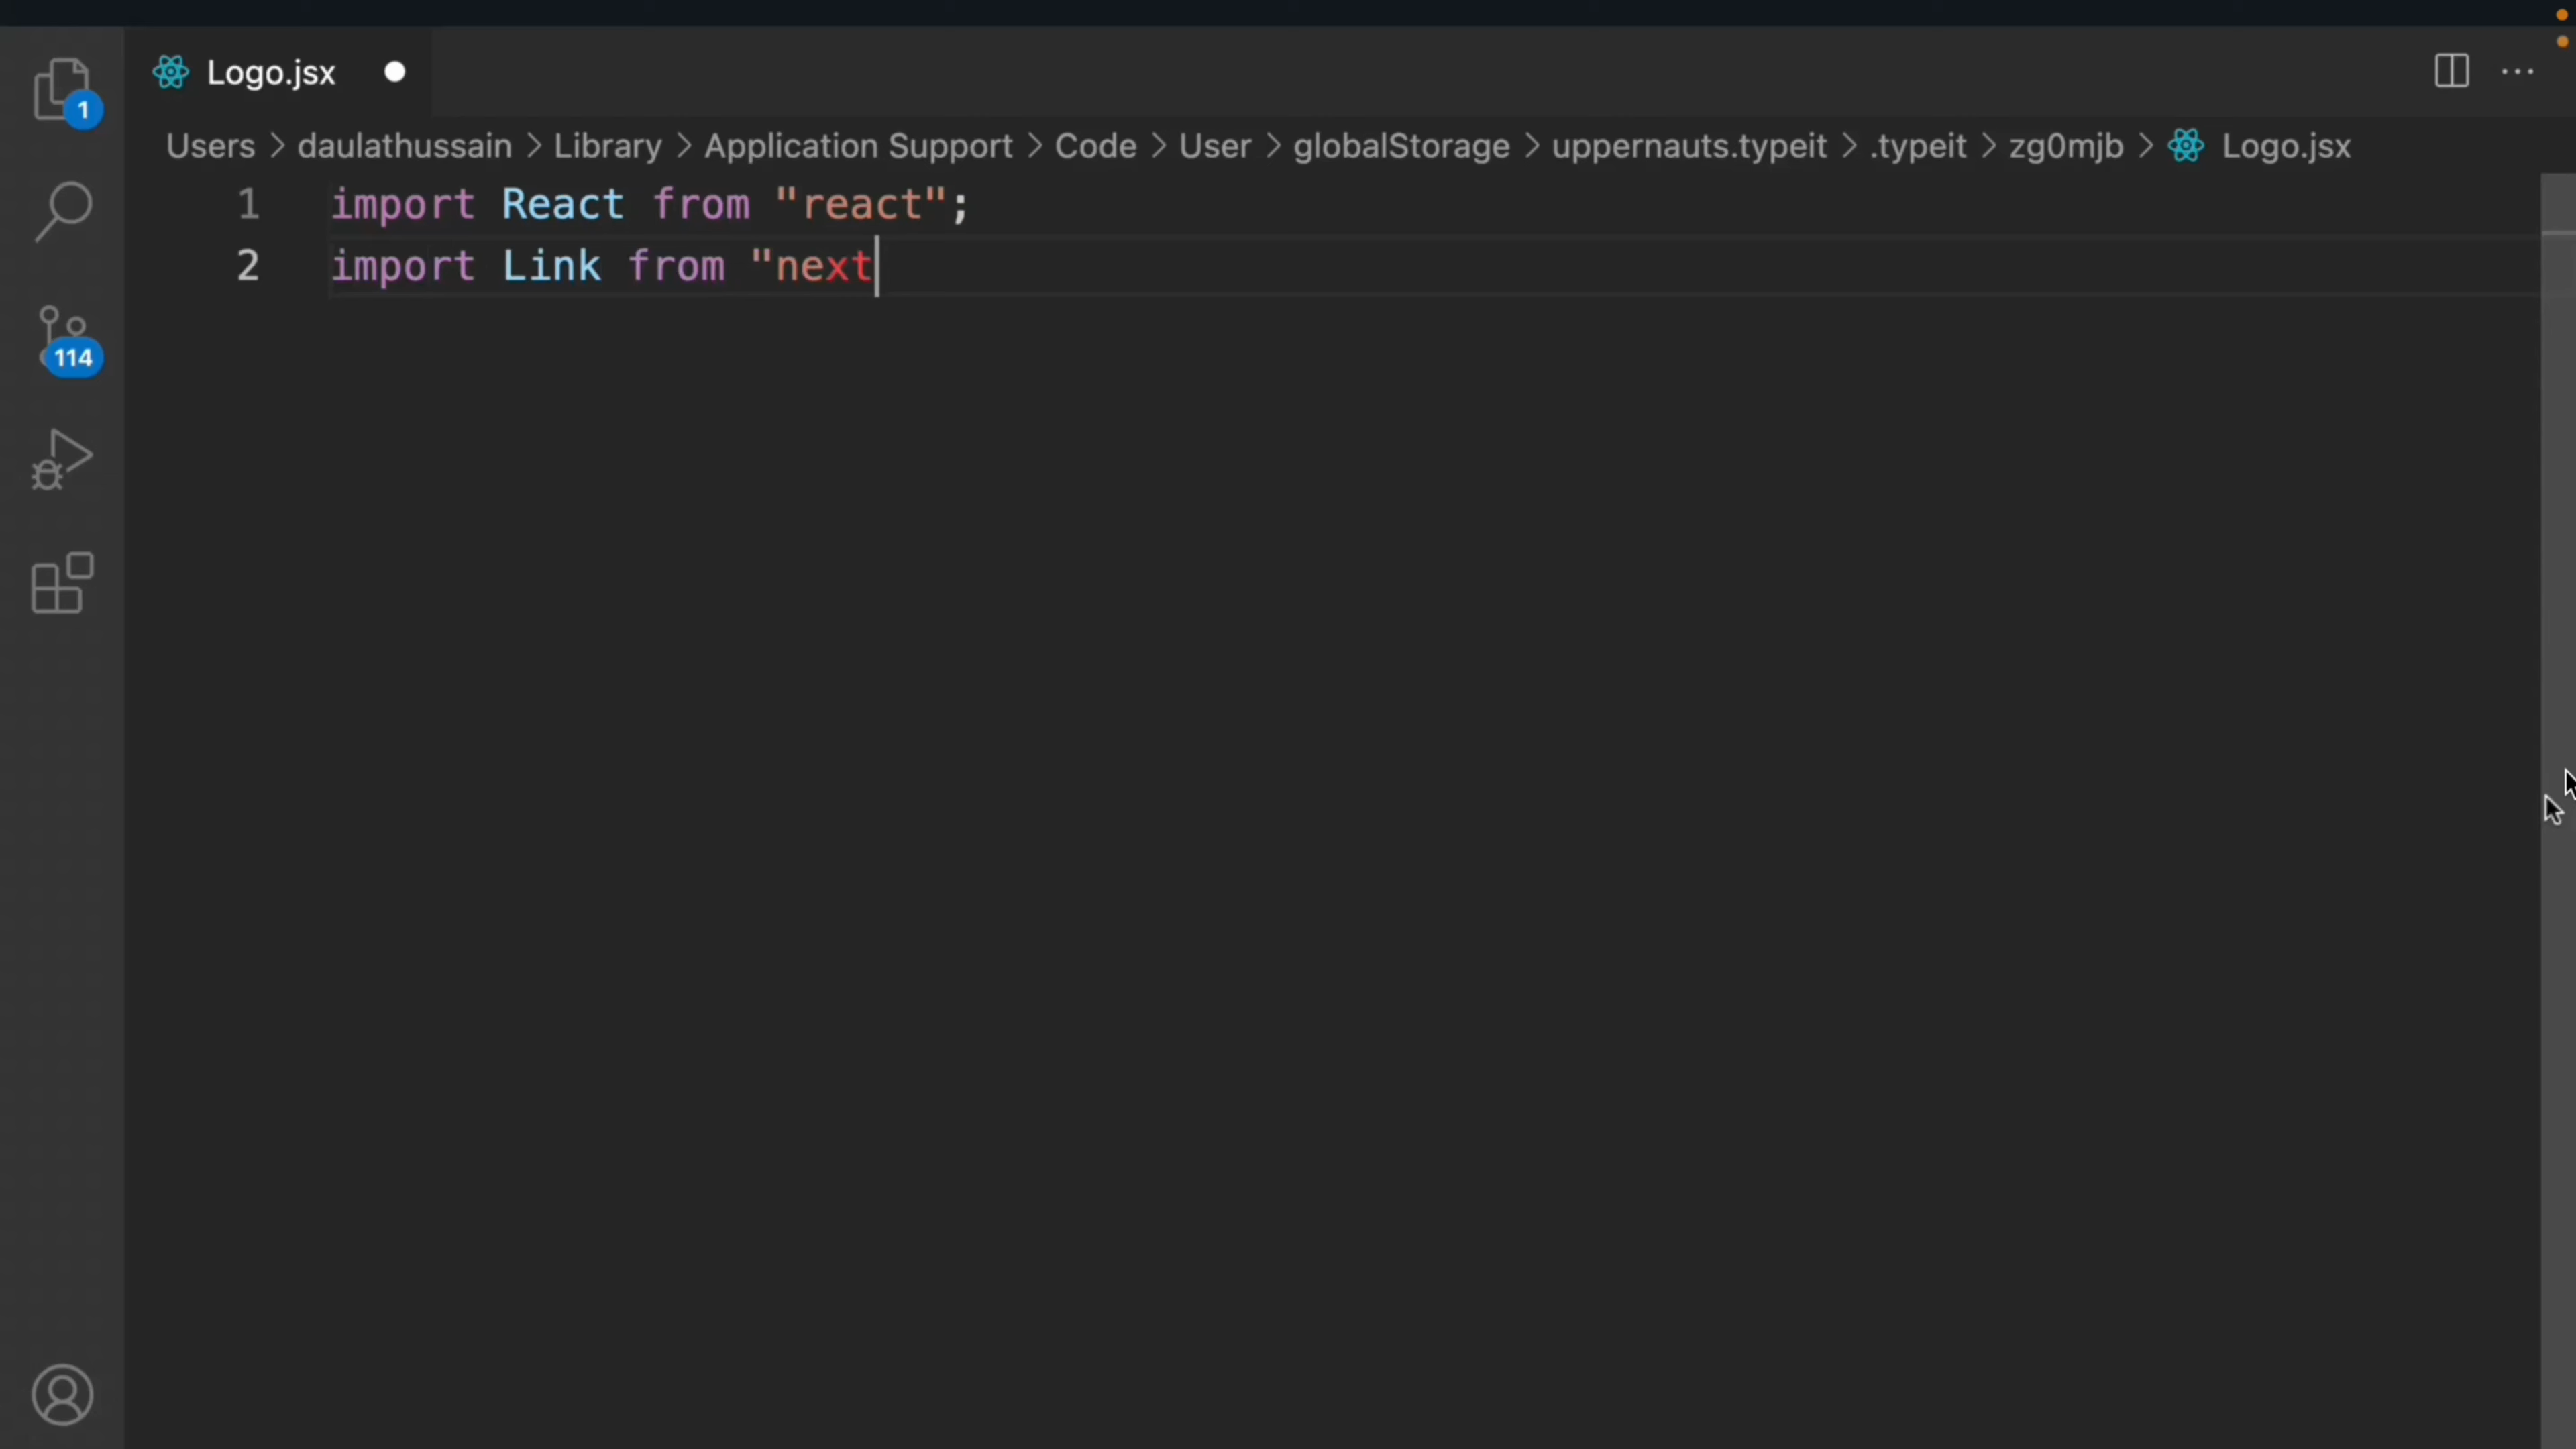 Logo.jsx
1
Users > daulathussain > Library > Application Support > Code > User > globalStorage > uppernauts.typeit > .typeit > zg0mjb > Logo.jsx
1 import React from "react";
2 import Link from "next
114